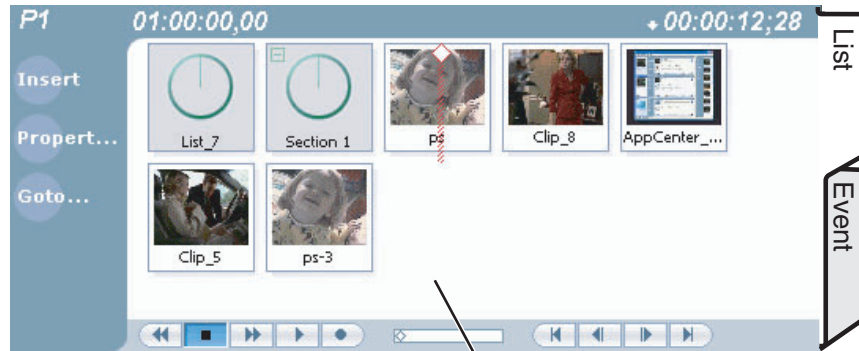 P1 01:00:00,00 00:00:12;28
Insert
Propert...
Goto...
List_7 Section 1 ps Clip_8 AppCenter_...
Clip_5 ps-3
List
Event